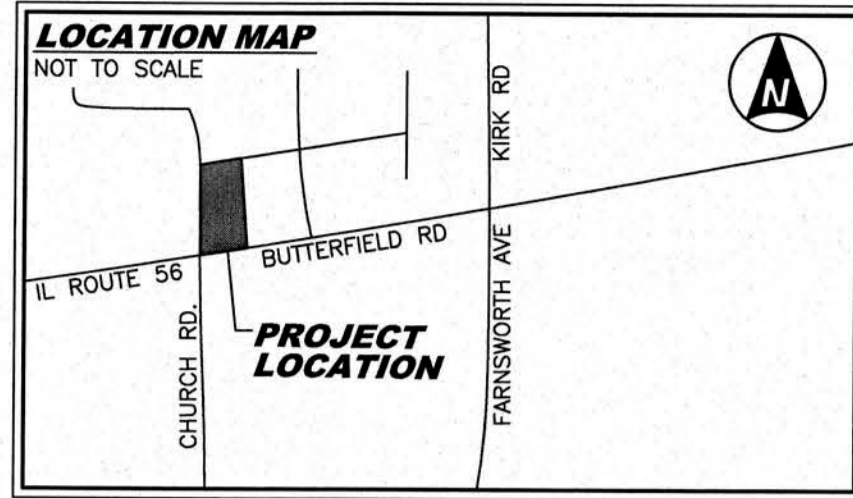 LOCATION MAP
NOT TO SCALE
N
KIRK RD
BUTTERFIELD RD
IL ROUTE 56
FARNSWORTH AVE
PROJECT
LOCATION
CHURCH RD.